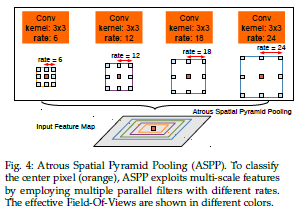 Conv
kernel: 3x3
rate: 6
Conv
kernel: 3x3
rate: 12
Conv
kernel: 3x3
rate: 18
Conv
kernel: 3x3
rate: 24
rate = 6
rate = 12
rate = 18
rate = 24
Atrous Spatial Pyramid Pooling
Input Feature Map
Fig. 4: Atrous Spatial Pyramid Pooling (ASPP). To classify
the center pixel (orange), ASPP exploits multi-scale features
by employing multiple parallel filters with different rates.
The effective Field-Of-Views are shown in different colors.